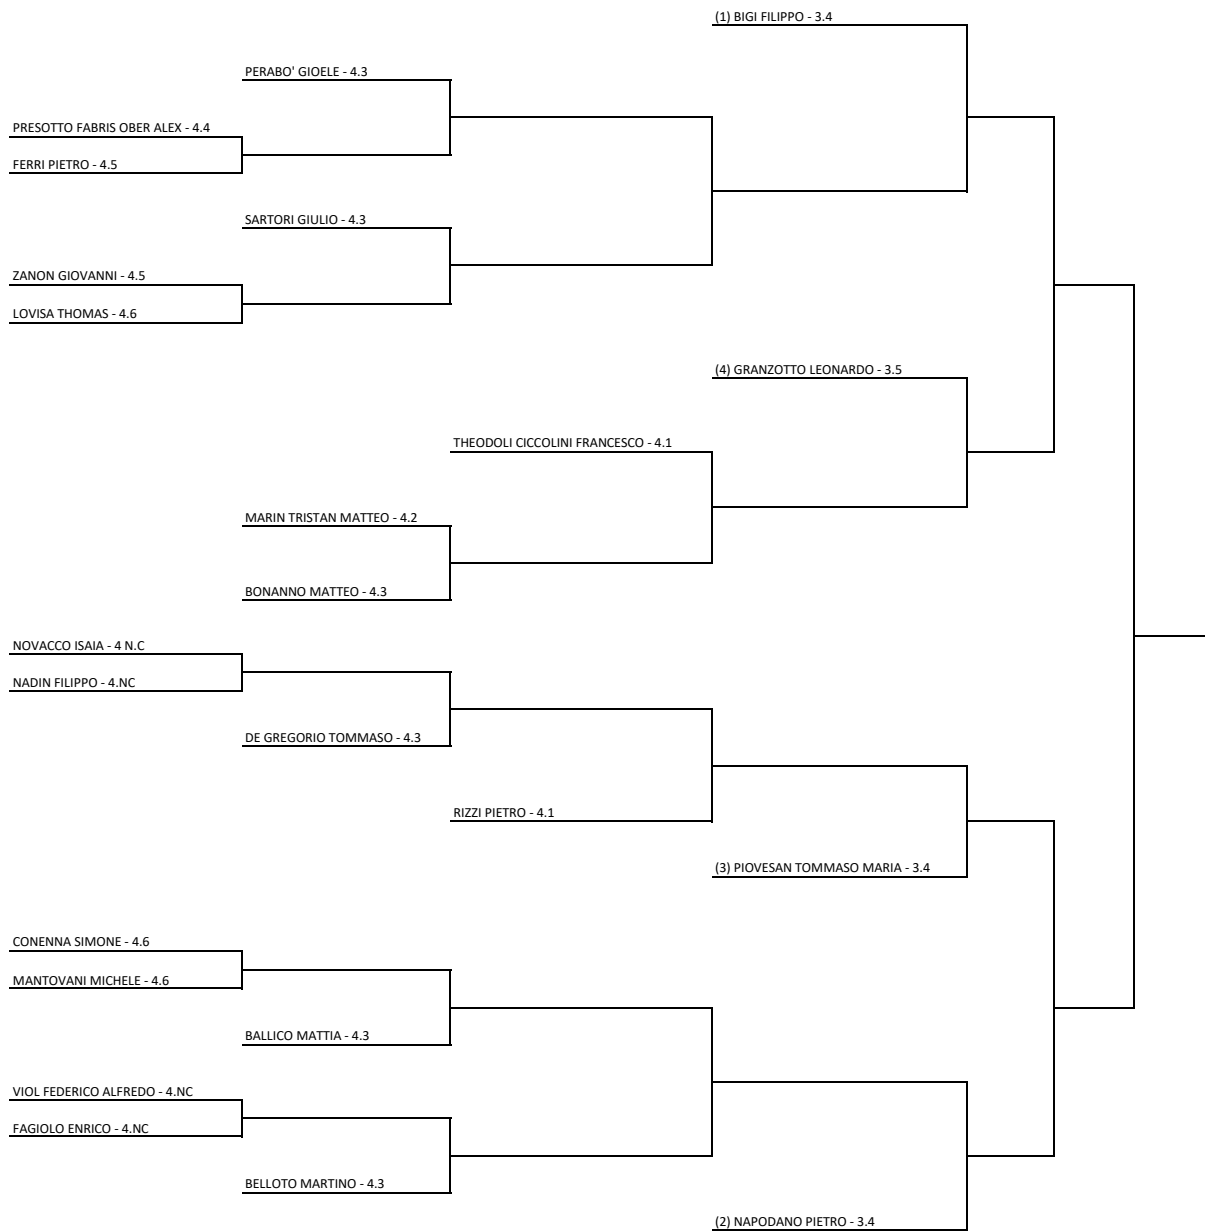 (1) BIGI FILIPPO - 3.4
PERABO' GIOELE - 4.3
PRESOTTO FABRIS OBER ALEX - 4.4
FERRI PIETRO - 4.5
SARTORI GIULIO - 4.3
ZANON GIOVANNI - 4.5
LOVISA THOMAS - 4.6
(4) GRANZOTTO LEONARDO - 3.5
THEODOLI CICCOLINI FRANCESCO - 4.1
MARIN TRISTAN MATTEO - 4.2
BONANNO MATTEO - 4.3
NOVACCO ISAIA - 4 N.C
NADIN FILIPPO - 4.NC
DE GREGORIO TOMMASO - 4.3
RIZZI PIETRO - 4.1
(3) PIOVESAN TOMMASO MARIA - 3.4
CONENNA SIMONE - 4.6
MANTOVANI MICHELE - 4.6
BALLICO MATTIA - 4.3
VIOL FEDERICO ALFREDO - 4.NC
FAGIOLO ENRICO - 4.NC
BELLOTO MARTINO - 4.3
(2) NAPODANO PIETRO - 3.4